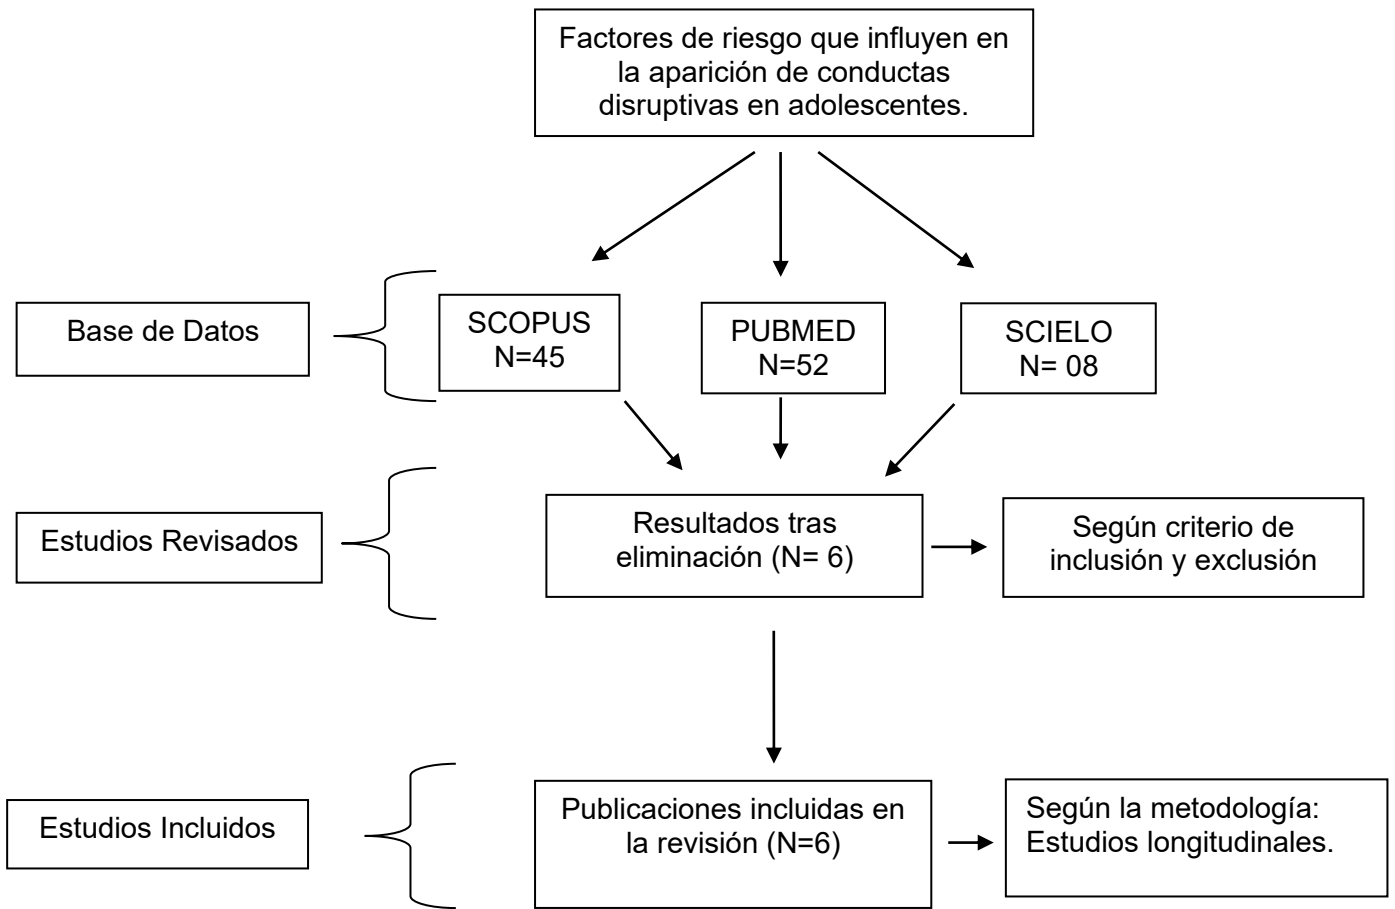 Factores de riesgo que influyen en
la aparición de conductas
disruptivas en adolescentes.
Base de Datos
SCOPUS
N=45
PUBMED
N=52
SCIELO
N= 08
Estudios Revisados
Resultados tras
eliminación (N= 6)
Según criterio de
inclusión y exclusión
Estudios Incluidos
Publicaciones incluidas en
la revisión (N=6)
Según la metodología:
Estudios longitudinales.